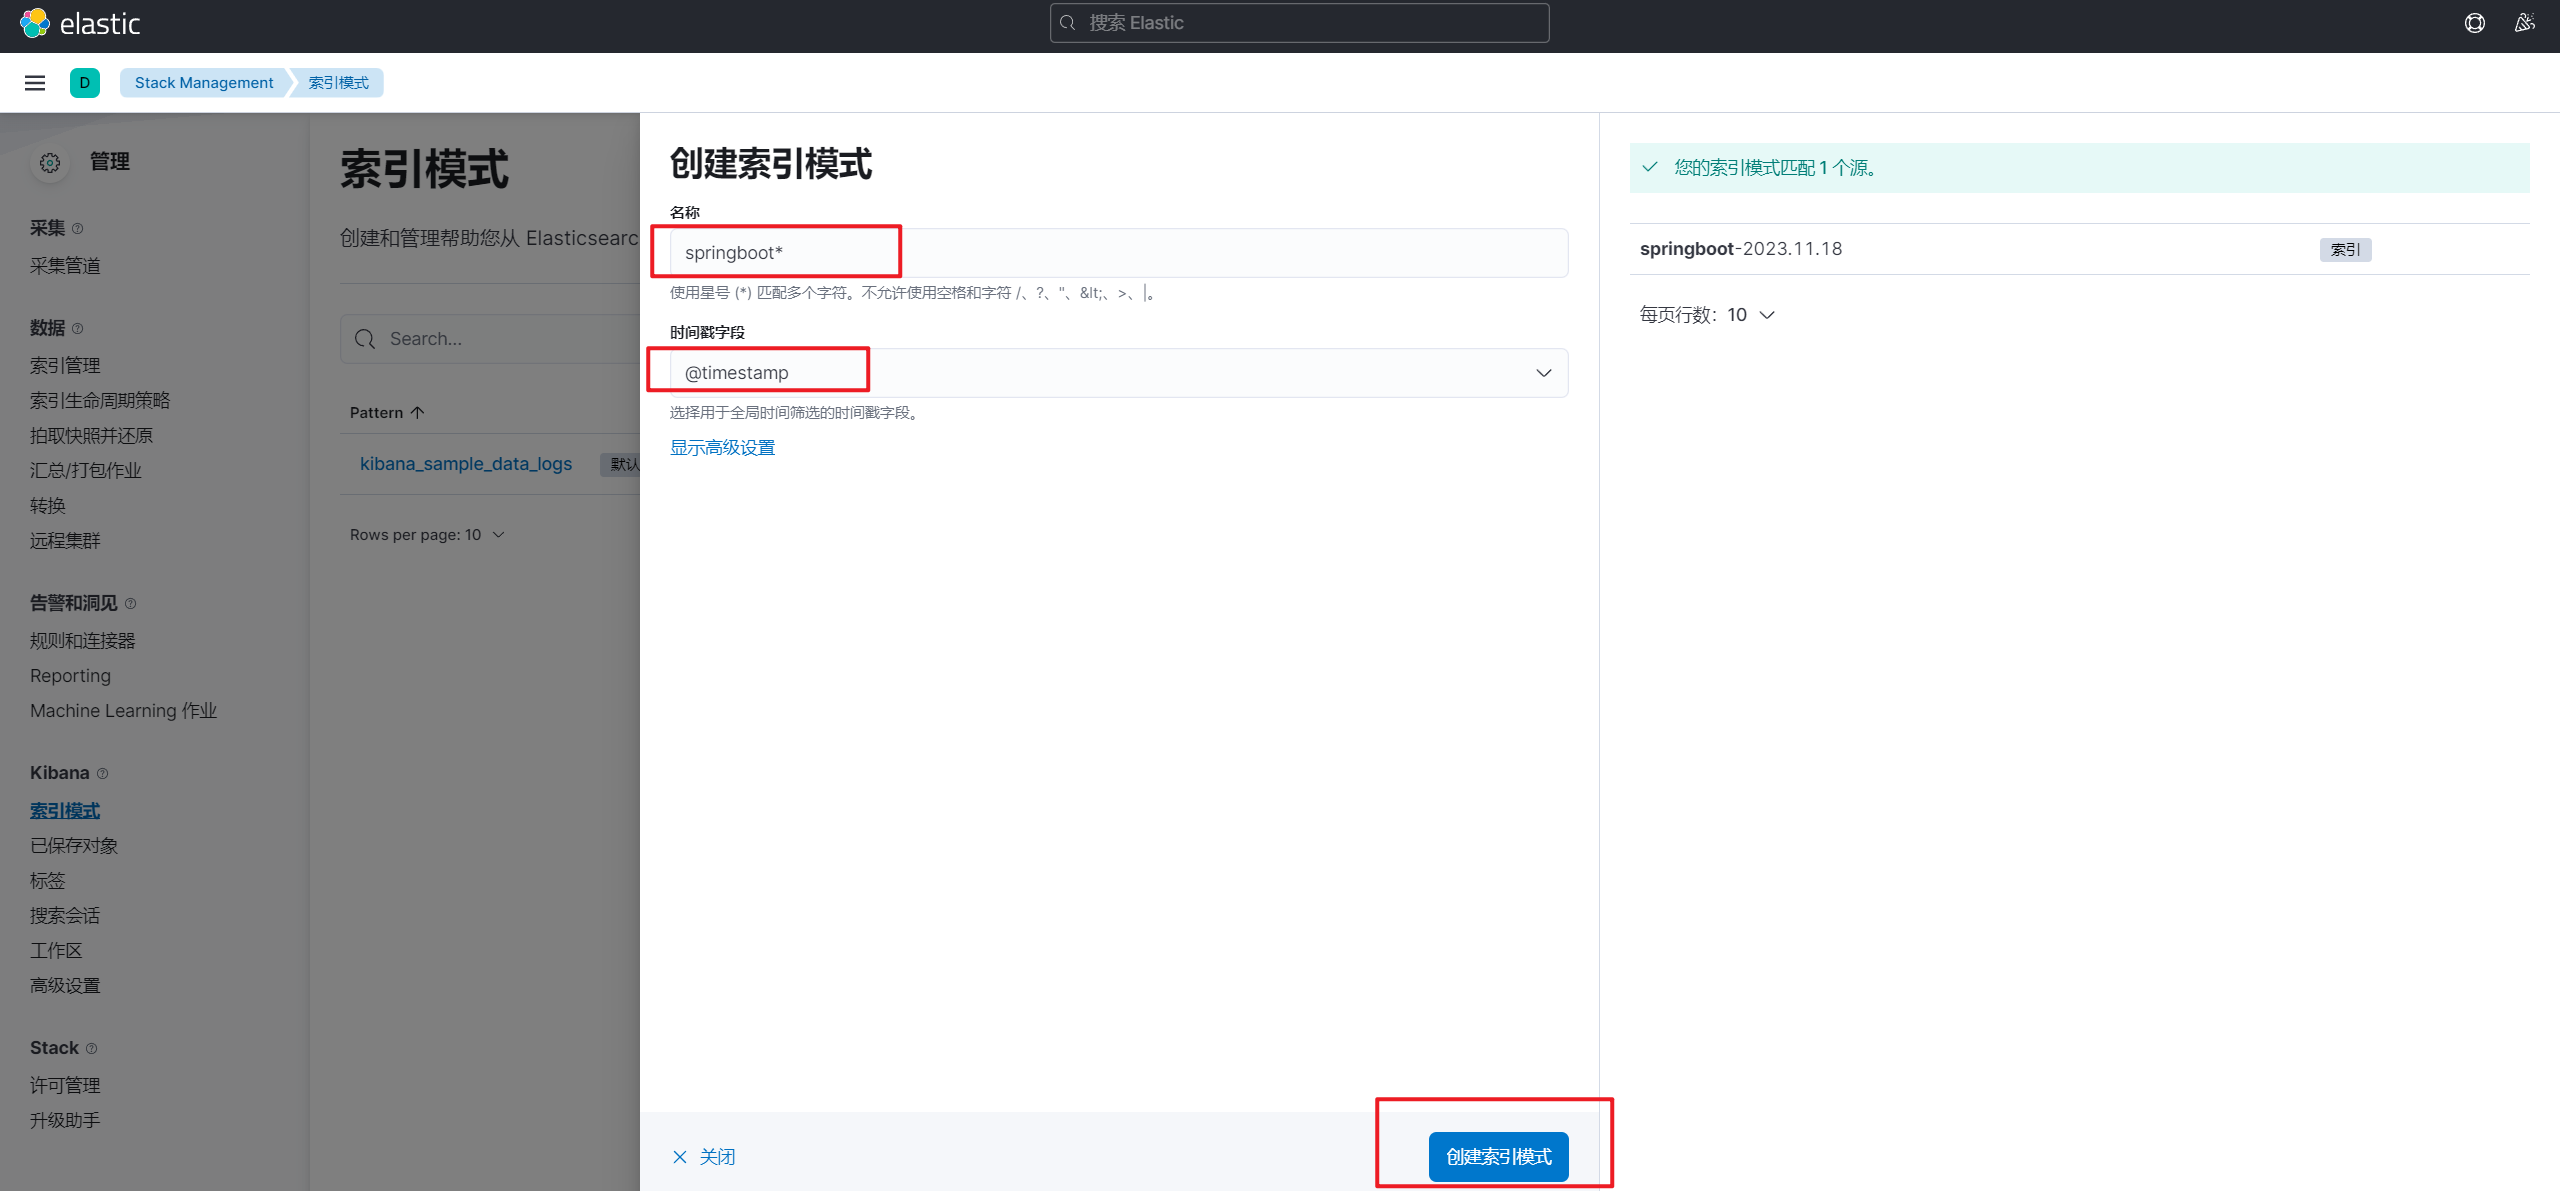 elastic
搜索 Elastic
D
Stack Management
索引模式
管理
采集
采集管道
数据
索引管理
索引生命周期策略
拍取快照并还原
汇总/打包作业
转换
远程集群
告警和洞见
规则和连接器
Reporting
Machine Learning 作业
Kibana
索引模式
已保存对象
标签
搜索会话
工作区
高级设置
Stack
许可管理
升级助手
索引模式
创建和管理帮助您从 Elasticsearc
Search...
Pattern
kibana_sample_data_logs
默认
Rows per page: 10
创建索引模式
名称
springboot*
使用星号 (*) 匹配多个字符。不允许使用空格和字符 /、?、"、&lt;、>、|。
时间戳字段
@timestamp
选择用于全局时间筛选的时间戳字段。
显示高级设置
关闭
创建索引模式
您的索引模式匹配 1 个源。
springboot-2023.11.18
索引
每页行数: 10